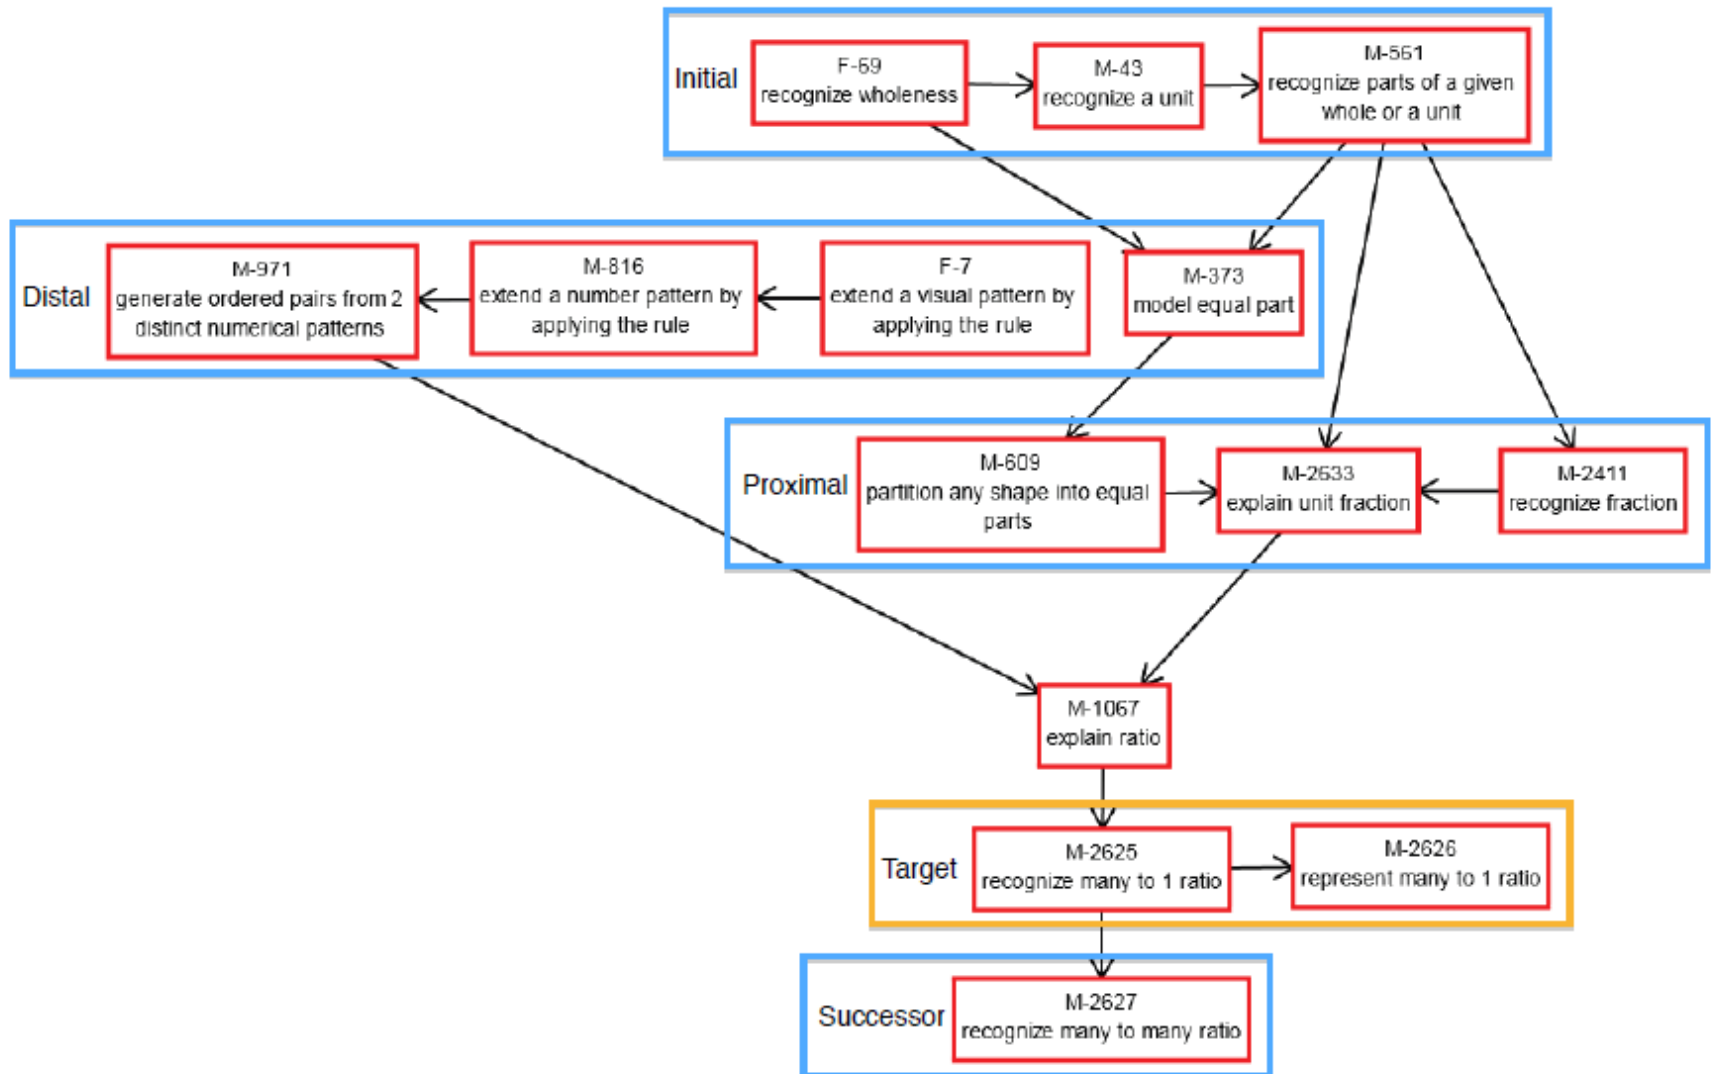 Initial
F-69
recognize wholeness
M-43
recognize a unit
M-561
recognize parts of a given
whole or a unit
Distal
M-971
generate ordered pairs from 2
distinct numerical patterns
M-816
extend a number pattern by
applying the rule
F-7
extend a visual pattern by
applying the rule
M-373
model equal part
Proximal
M-609
partition any shape into equal
parts
M-2633
explain unit fraction
M-2411
recognize fraction
M-1067
explain ratio
Target
M-2625
recognize many to 1 ratio
M-2626
represent many to 1 ratio
Successor
M-2627
recognize many to many ratio